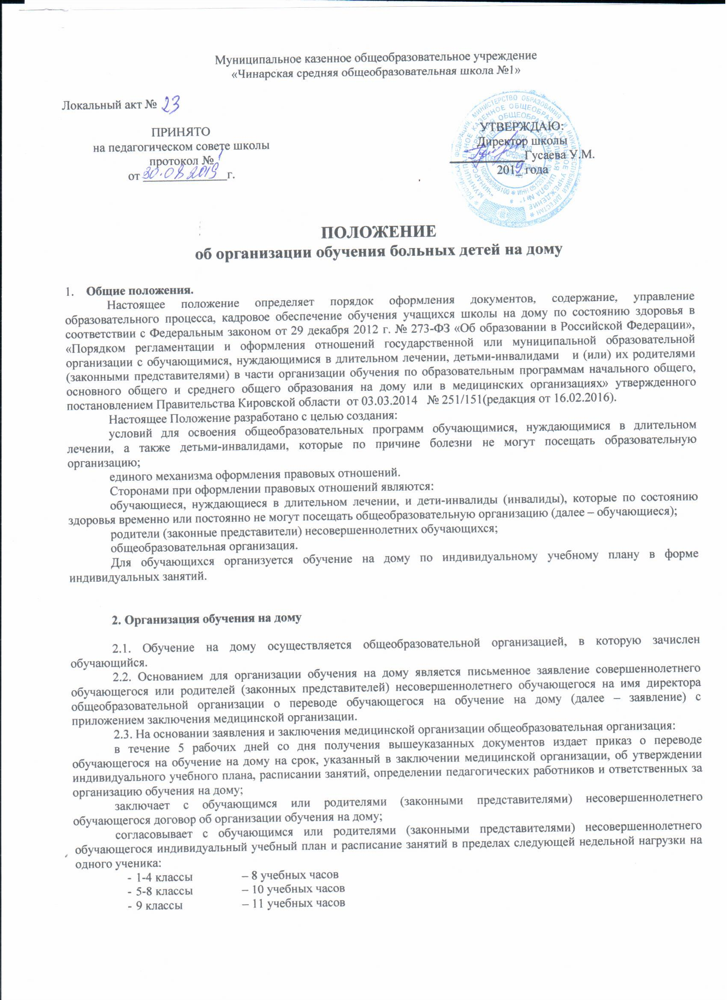 Муниципальное казенное общеобразовательное учреждение
«Чинарская средняя общеобразовательная школа №1»
Локальный акт № 23
ПРИНЯТО
на педагогическом совете школы
протокол № 1
от 30.08.2019 г.
УТВЕРЖДАЮ:
Директор школы
Гусаева У.М.
2019 года
ПОЛОЖЕНИЕ
об организации обучения больных детей на дому
1. Общие положения.
Настоящее положение определяет порядок оформления документов, содержание, управление
образовательного процесса, кадровое обеспечение обучения учащихся школы на дому по состоянию здоровья в
соответствии с Федеральным законом от 29 декабря 2012 г. № 273-ФЗ «Об образовании в Российской Федерации»,
«Порядком регламентации и оформления отношений государственной или муниципальной образовательной
организации с обучающимися, нуждающимися в длительном лечении, детьми-инвалидами и (или) их родителями
(законными представителями) в части организации обучения по образовательным программам начального общего,
основного общего и среднего общего образования на дому или в медицинских организациях» утвержденного
постановлением Правительства Кировской области от 03.03.2014 № 251/151(редакция от 16.02.2016).
Настоящее Положение разработано с целью создания:
условий для освоения общеобразовательных программ обучающимися, нуждающимися в длительном
лечении, а также детьми-инвалидами, которые по причине болезни не могут посещать образовательную
организацию;
единого механизма оформления правовых отношений.
Сторонами при оформлении правовых отношений являются:
обучающиеся, нуждающиеся в длительном лечении, и дети-инвалиды (инвалиды), которые по состоянию
здоровья временно или постоянно не могут посещать общеобразовательную организацию (далее – обучающиеся);
родители (законные представители) несовершеннолетних обучающихся;
общеобразовательная организация.
Для обучающихся организуется обучение на дому по индивидуальному учебному плану в форме
индивидуальных занятий.
2. Организация обучения на дому
2.1. Обучение на дому осуществляется общеобразовательной организацией, в которую зачислен
обучающийся.
2.2. Основанием для организации обучения на дому является письменное заявление совершеннолетнего
обучающегося или родителей (законных представителей) несовершеннолетнего обучающегося на имя директора
общеобразовательной организации о переводе обучающегося на обучение на дому (далее – заявление) с
приложением заключения медицинской организации.
2.3. На основании заявления и заключения медицинской организации общеобразовательная организация:
в течение 5 рабочих дней со дня получения вышеуказанных документов издает приказ о переводе
обучающегося на обучение на дому на срок, указанный в заключении медицинской организации, об утверждении
индивидуального учебного плана, расписании занятий, определении педагогических работников и ответственных за
организацию обучения на дому;
заключает с обучающимся или родителями (законными представителями) несовершеннолетнего
обучающегося договор об организации обучения на дому;
согласовывает с обучающимся или родителями (законными представителями) несовершеннолетнего
обучающегося индивидуальный учебный план и расписание занятий в пределах следующей недельной нагрузки на
одного ученика:
- 1-4 классы – 8 учебных часов
- 5-8 классы – 10 учебных часов
- 9 классы – 11 учебных часов